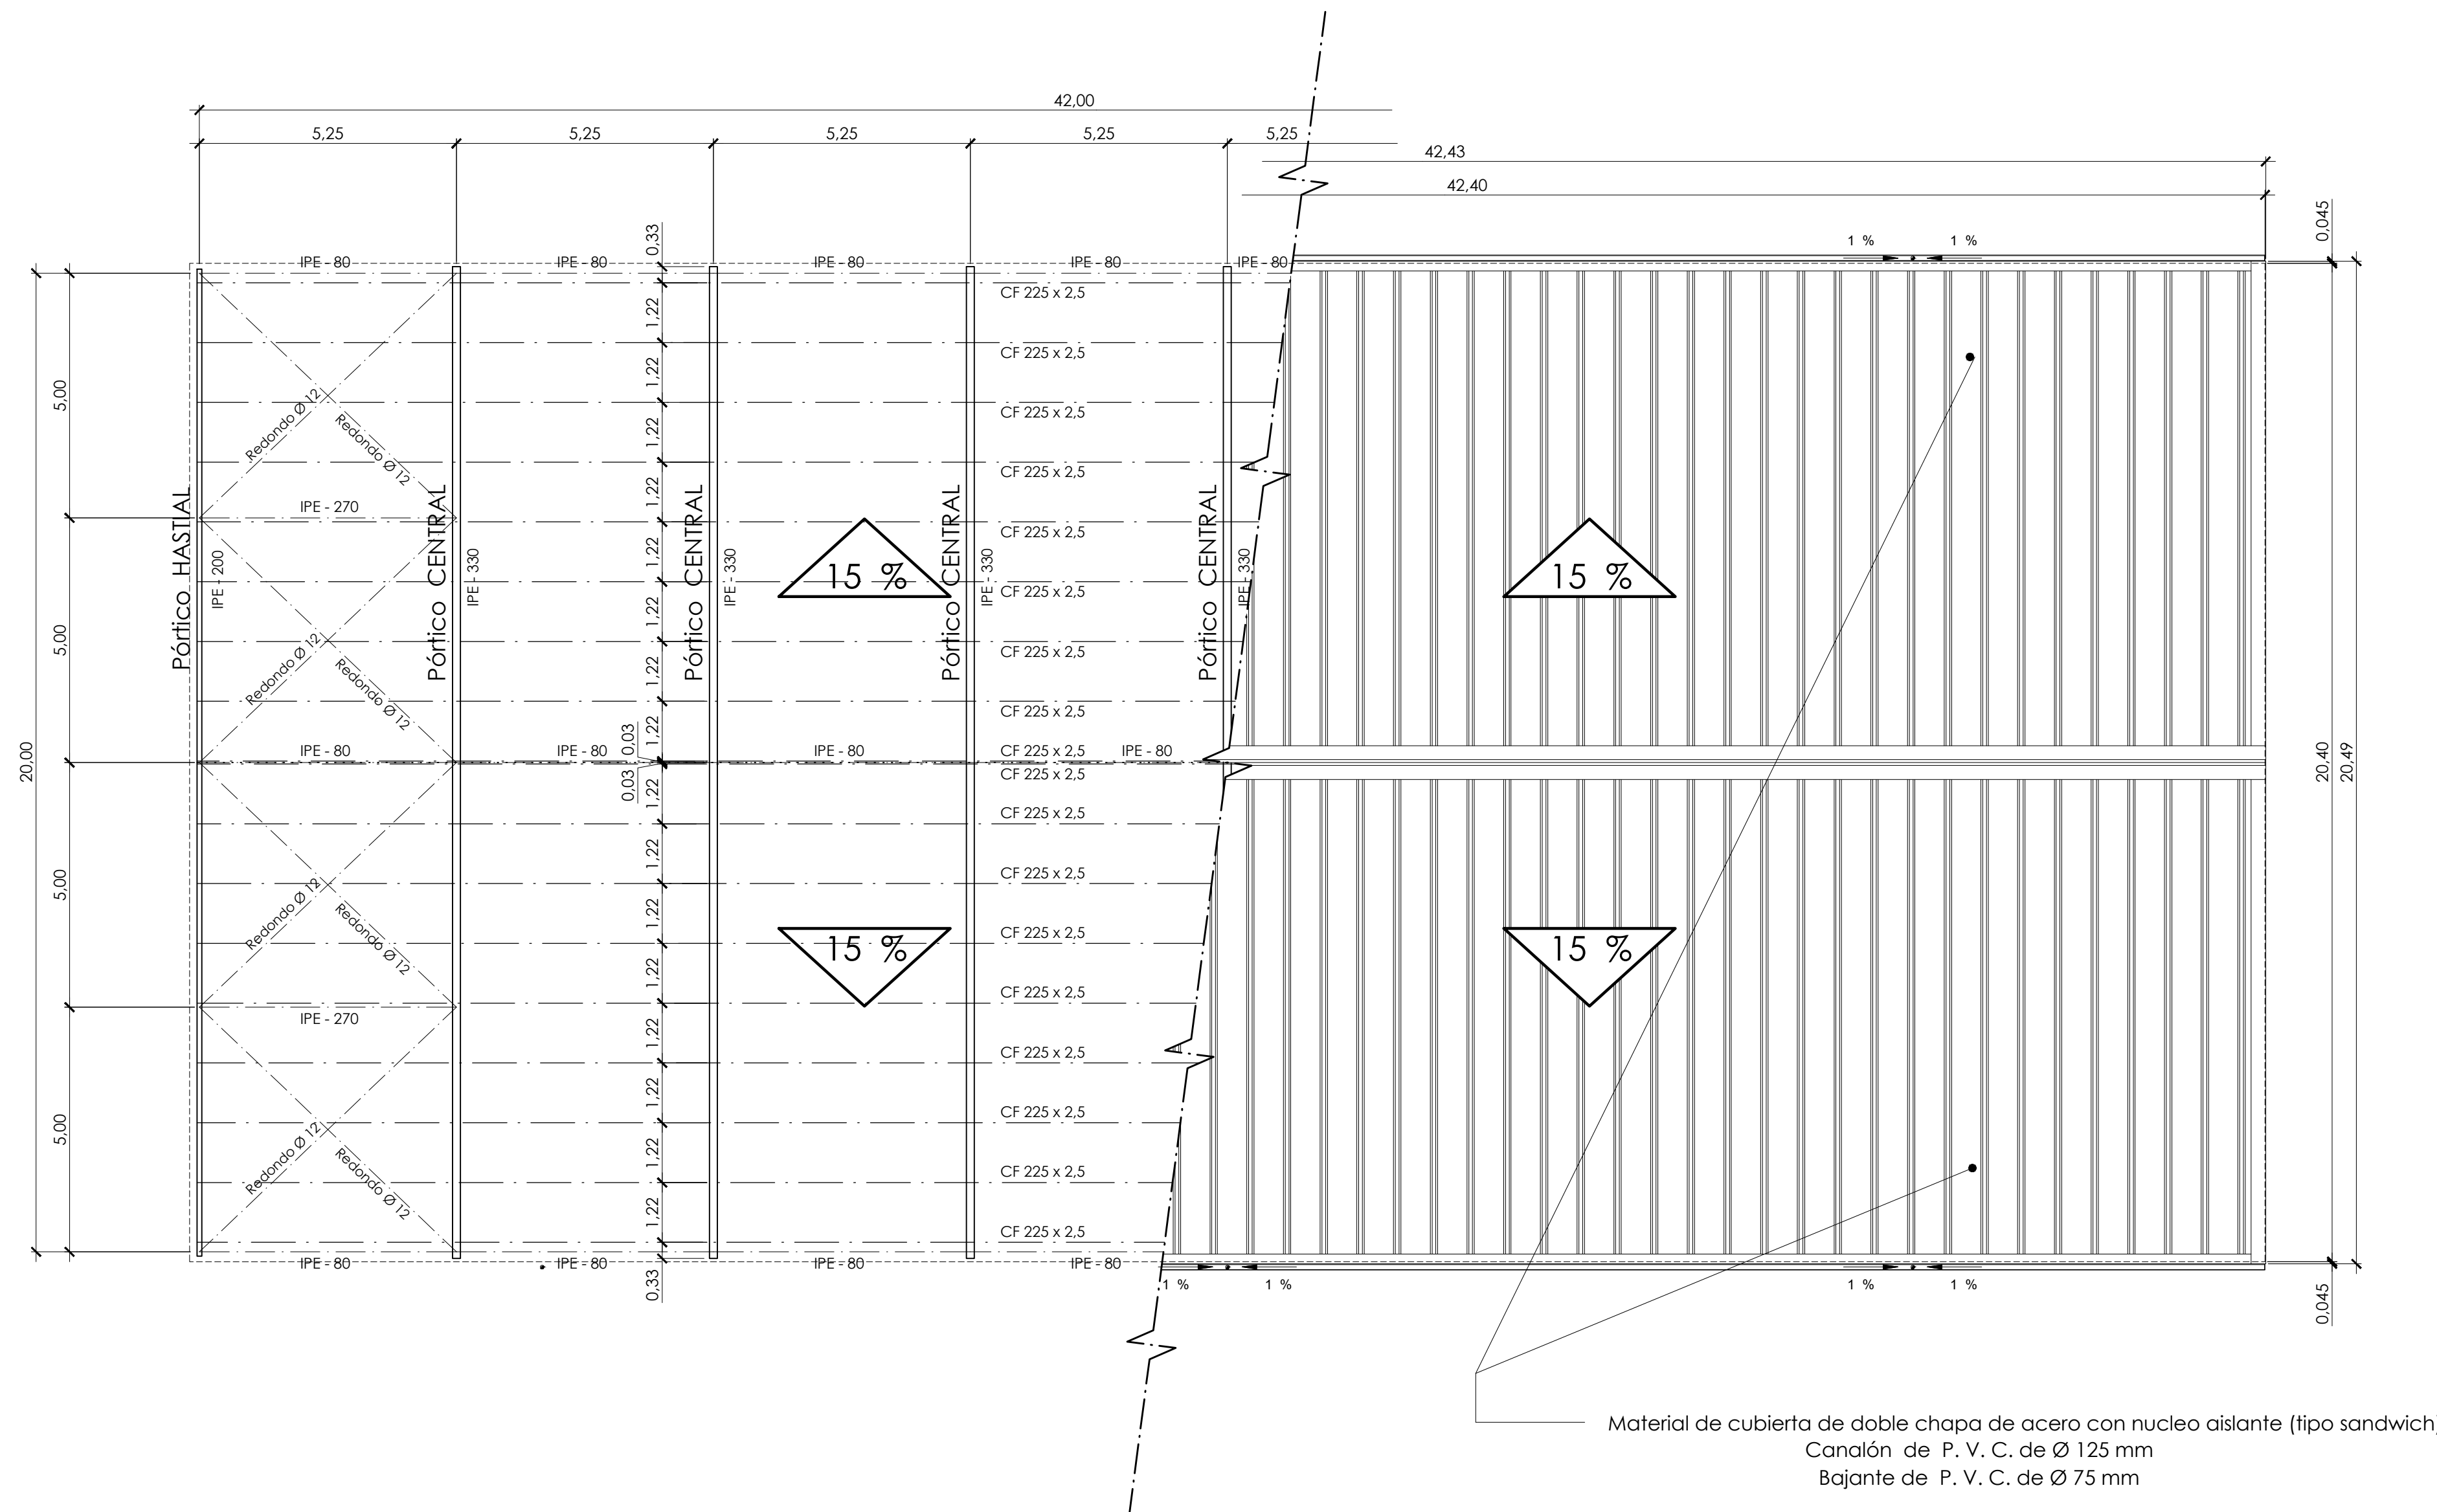 42,00
5,25 5,25 5,25 5,25 5,25
42,43
42,40
0,33
0,045
1 % 1 %
IPE - 80 IPE - 80 IPE - 80 IPE - 80 IPE - 80
CF 225 x 2,5
1,22
CF 225 x 2,5
1,22
5,00
Redondo Ø 12 Redondo Ø 12
CF 225 x 2,5
1,22
CF 225 x 2,5
1,22
IPE - 270
Pórtico HASTIAL
IPE - 200
Pórtico CENTRAL
IPE - 330
Pórtico CENTRAL
IPE - 330
Pórtico CENTRAL
IPE - 330
Pórtico CENTRAL
IPE - 330
CF 225 x 2,5
1,22
15 % 15 %
CF 225 x 2,5
1,22
5,00
Redondo Ø 12 Redondo Ø 12
CF 225 x 2,5
1,22
CF 225 x 2,5
1,22
20,00
0,03
IPE - 80 IPE - 80 IPE - 80 CF 225 x 2,5 IPE - 80
20,40
20,49
0,03
CF 225 x 2,5
1,22
CF 225 x 2,5
1,22
5,00
Redondo Ø 12 Redondo Ø 12
CF 225 x 2,5
1,22
CF 225 x 2,5
15 % 15 %
1,22
CF 225 x 2,5
IPE - 270
1,22
CF 225 x 2,5
1,22
5,00
Redondo Ø 12 Redondo Ø 12
CF 225 x 2,5
1,22
CF 225 x 2,5
1,22
CF 225 x 2,5
IPE - 80 IPE - 80 IPE - 80 IPE - 80
0,33
1 % 1 % 1 % 1 %
0,045
1,22
Material de cubierta de doble chapa de acero con nucleo aislante (tipo sandwich)
Canalón de P. V. C. de Ø 125 mm
Bajante de P. V. C. de Ø 75 mm